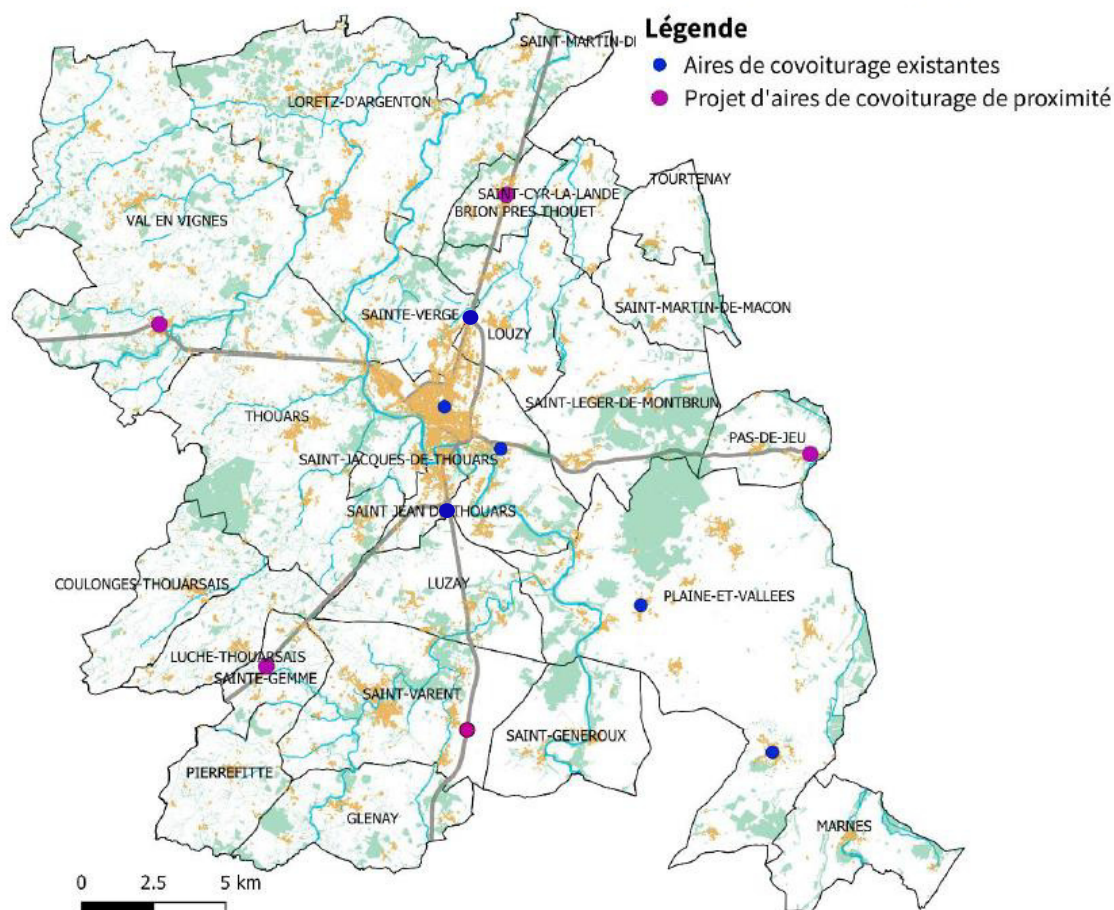 Légende
Aires de covoiturage existantes
Projet d'aires de covoiturage de proximité
SAINT-MARTIN-DE
LORETZ-D'ARGENTON
TOURTENAY
SAINT-CYR-LA-LANDE
BRION PRES THOUET
VAL EN VIGNES
SAINT-MARTIN-DE-MACON
SAINTE-VERGE
LOUZY
SAINT-LEGER-DE-MONTBRUN
THOUARS
PAS-DE-JEU
SAINT-JACQUES-DE-THOUARS
SAINT JEAN DE THOUARS
COULONGES-THOUARSAIS
LUZAY
PLAINE-ET-VALLEES
LUCHE-THOUARSAIS
SAINTE-GEMME
SAINT-VARENT
SAINT-GENEROUX
PIERREFITTE
GLENAY
MARNES
0 2.5 5 km